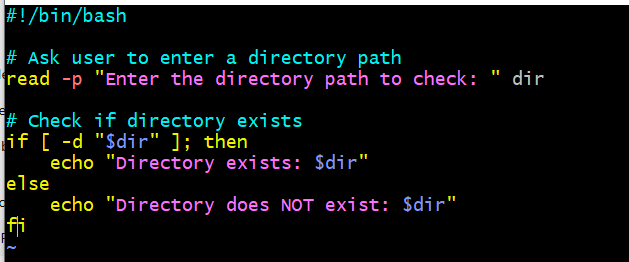 #!/bin/bash

# Ask user to enter a directory path
read -p "Enter the directory path to check: " dir

# Check if directory exists
if [ -d "$dir" ]; then
    echo "Directory exists: $dir"
else
    echo "Directory does NOT exist: $dir"
fi
~